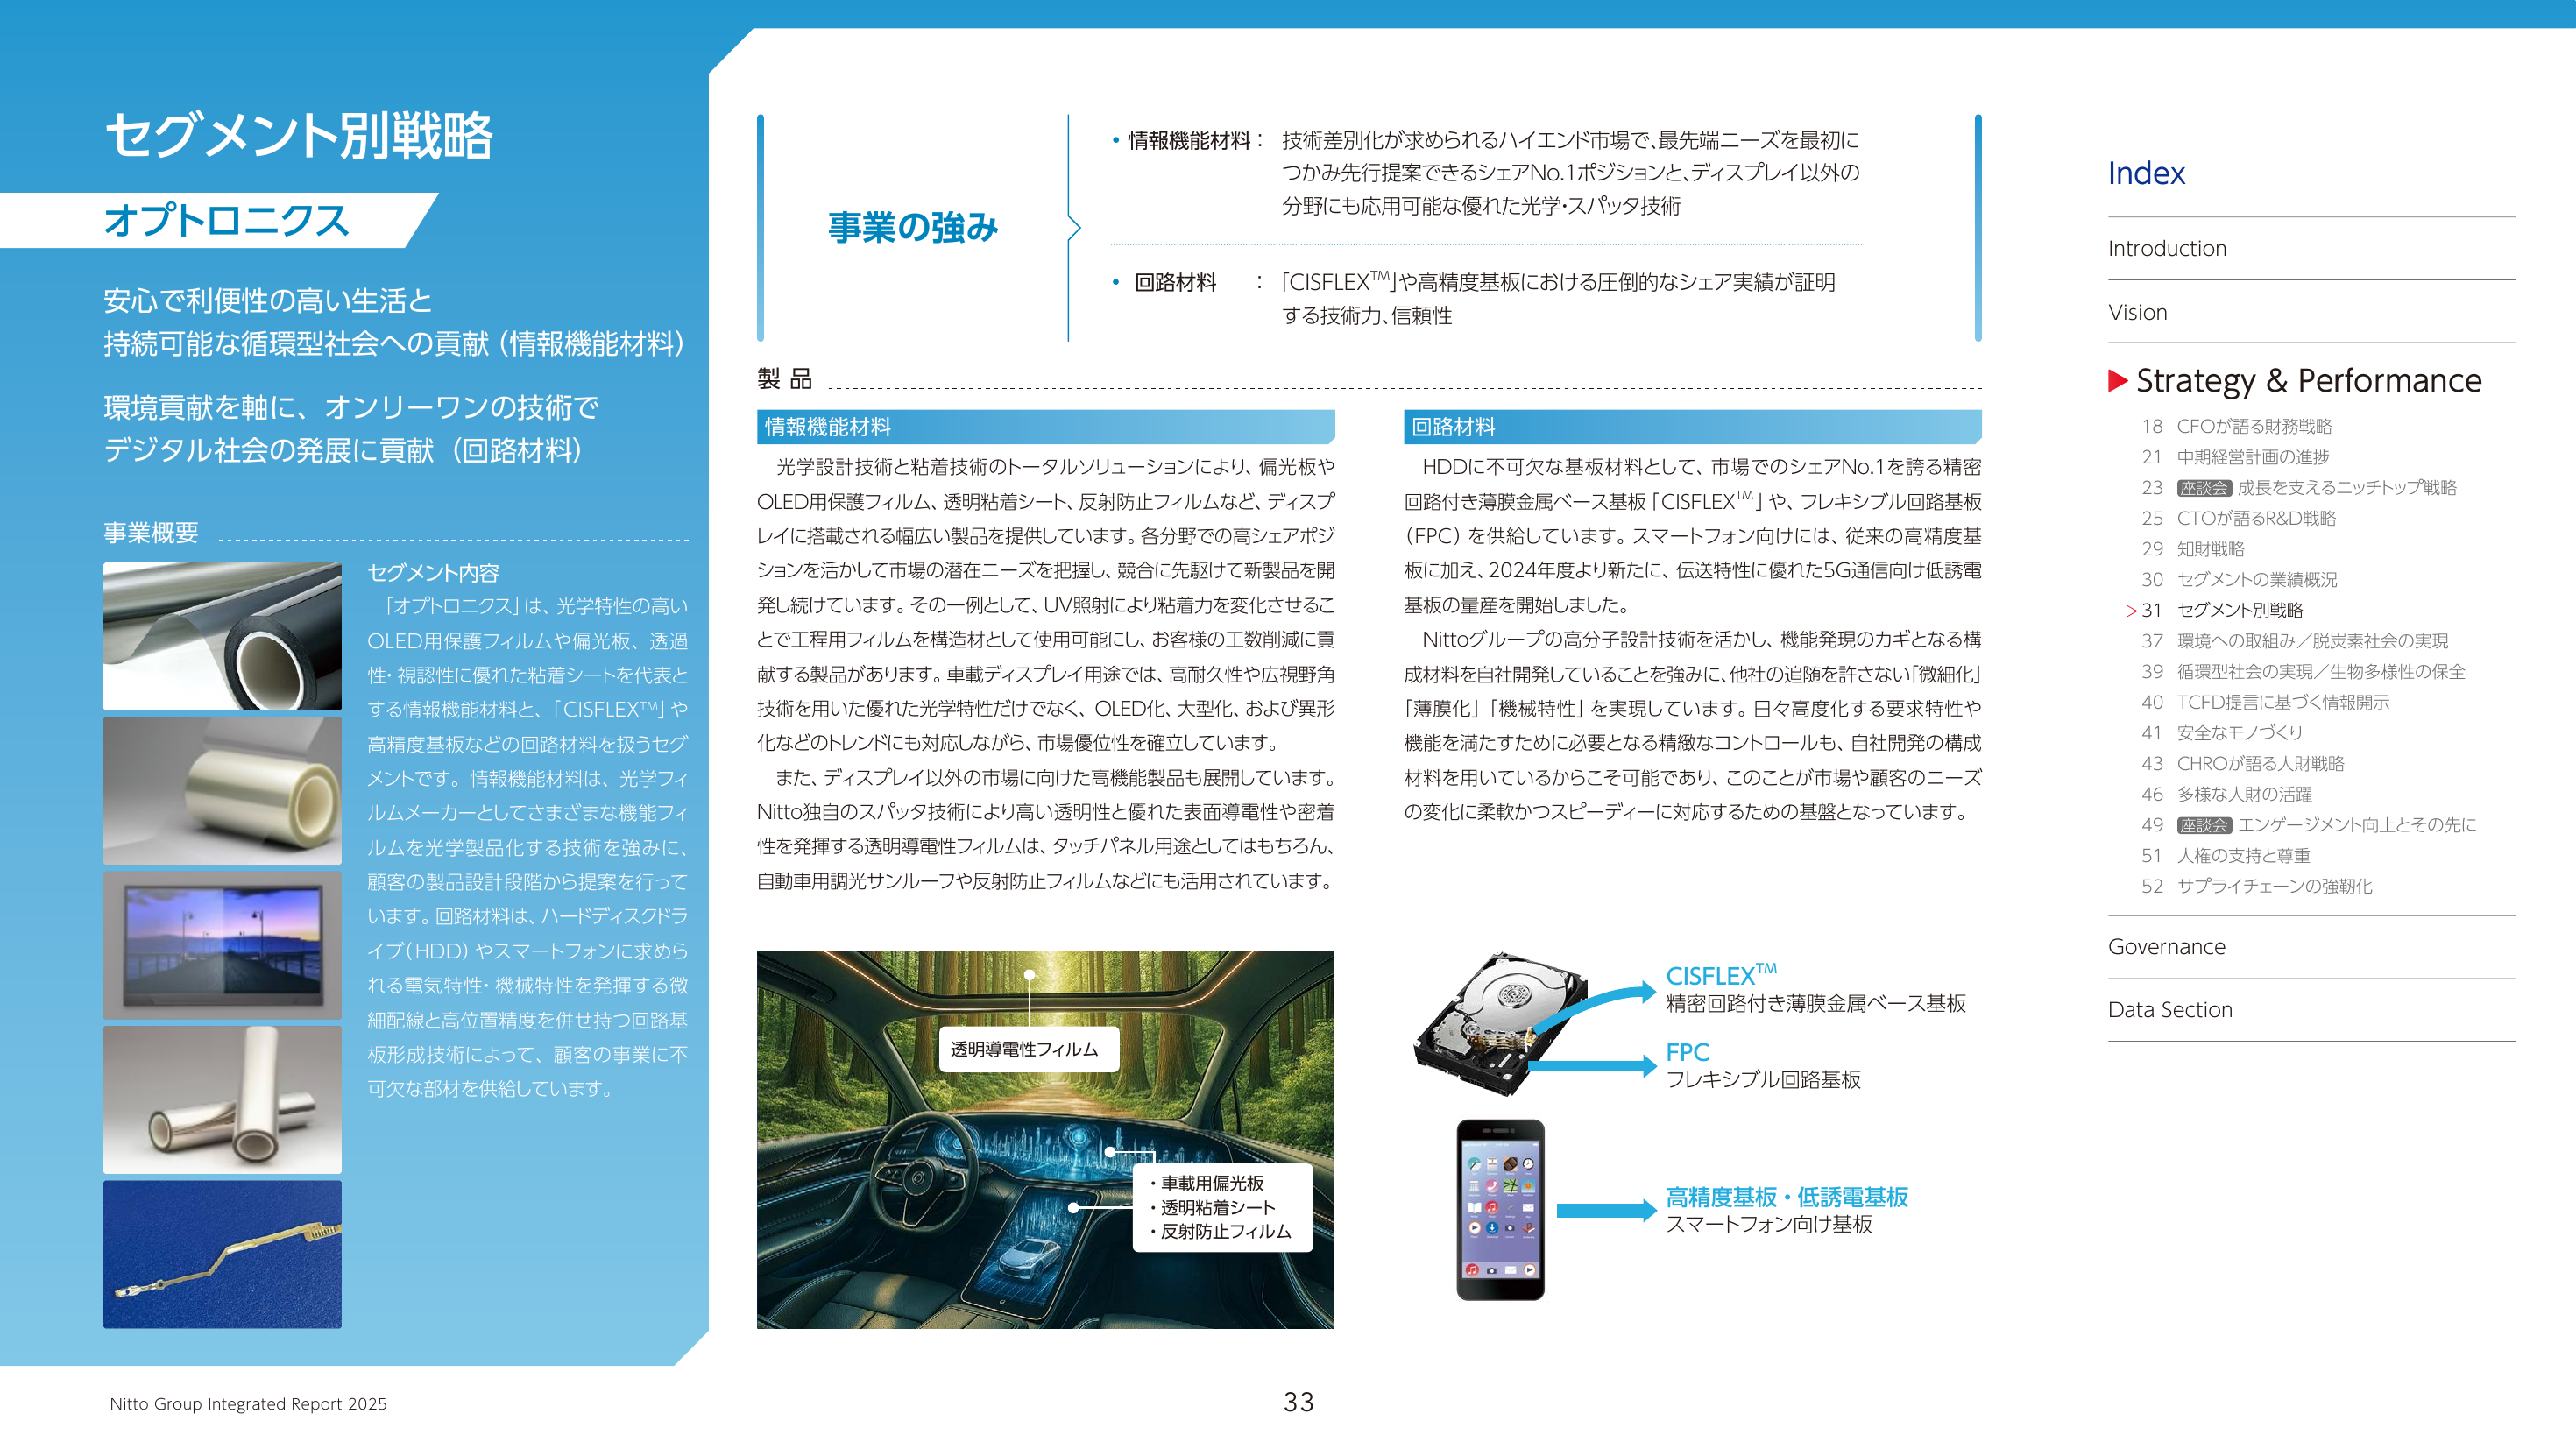 セグメント別戦略
オプトロニクス
安心で利便性の高い生活と
持続可能な循環型社会への貢献（情報機能材料）
環境貢献を軸に、オンリーワンの技術で
デジタル社会の発展に貢献（回路材料）
事業概要
セグメント内容
「オプトロニクス」は、光学特性の高い
OLED用保護フィルムや偏光板、透過
性・視認性に優れた粘着シートを代表と
する情報機能材料と、「CISFLEX™」や
高精度基板などの回路材料を扱うセグ
メントです。情報機能材料は、光学フィ
ルムメーカーとしてさまざまな機能フィ
ルムを光学製品化する技術を強みに、
顧客の製品設計段階から提案を行って
います。回路材料は、ハードディスクドラ
イブ（HDD）やスマートフォンに求めら
れる電気特性・機械特性を発揮する微
細配線と高位置精度を併せ持つ回路基
板形成技術によって、顧客の事業に不
可欠な部材を供給しています。
事業の強み
• 情報機能材料： 技術差別化が求められるハイエンド市場で、最先端ニーズを最初に
つかみ先行提案できるシェアNo.1ポジションと、ディスプレイ以外の
分野にも応用可能な優れた光学・スパッタ技術
• 回路材料 ： 「CISFLEX™」や高精度基板における圧倒的なシェア実績が証明
する技術力、信頼性
製品
情報機能材料
光学設計技術と粘着技術のトータルソリューションにより、偏光板や
OLED用保護フィルム、透明粘着シート、反射防止フィルムなど、ディスプ
レイに搭載される幅広い製品を提供しています。各分野での高シェアポジ
ションを活かして市場の潜在ニーズを把握し、競合に先駆けて新製品を開
発し続けています。その一例として、UV照射により粘着力を変化させるこ
とで工程用フィルムを構造材として使用可能にし、お客様の工数削減に貢
献する製品があります。車載ディスプレイ用途では、高耐久性や広視野角
技術を用いた優れた光学特性だけでなく、OLED化、大型化、および異形
化などのトレンドにも対応しながら、市場優位性を確立しています。
また、ディスプレイ以外の市場に向けた高機能製品も展開しています。
Nitto独自のスパッタ技術により高い透明性と優れた表面導電性や密着
性を発揮する透明導電性フィルムは、タッチパネル用途としてはもちろん、
自動車用調光サンルーフや反射防止フィルムなどにも活用されています。
透明導電性フィルム
・車載用偏光板
・透明粘着シート
・反射防止フィルム
回路材料
HDDに不可欠な基板材料として、市場でのシェアNo.1を誇る精密
回路付き薄膜金属ベース基板「CISFLEX™」や、フレキシブル回路基板
（FPC）を供給しています。スマートフォン向けには、従来の高精度基
板に加え、2024年度より新たに、伝送特性に優れた5G通信向け低誘電
基板の量産を開始しました。
Nittoグループの高分子設計技術を活かし、機能発現のカギとなる構
成材料を自社開発していることを強みに、他社の追随を許さない「微細化」
「薄膜化」「機械特性」を実現しています。日々高度化する要求特性や
機能を満たすために必要となる精緻なコントロールも、自社開発の構成
材料を用いているからこそ可能であり、このことが市場や顧客のニーズ
の変化に柔軟かつスピーディーに対応するための基盤となっています。
CISFLEX™
精密回路付き薄膜金属ベース基板
FPC
フレキシブル回路基板
高精度基板・低誘電基板
スマートフォン向け基板
Index
Introduction
Vision
Strategy & Performance
18 CFOが語る財務戦略
21 中期経営計画の進捗
23 座談会 成長を支えるニッチトップ戦略
25 CTOが語るR&D戦略
29 知財戦略
30 セグメントの業績概況
> 31 セグメント別戦略
37 環境への取組み／脱炭素社会の実現
39 循環型社会の実現／生物多様性の保全
40 TCFD提言に基づく情報開示
41 安全なモノづくり
43 CHROが語る人財戦略
46 多様な人財の活躍
49 座談会 エンゲージメント向上とその先に
51 人権の支持と尊重
52 サプライチェーンの強靭化
Governance
Data Section
Nitto Group Integrated Report 2025
33